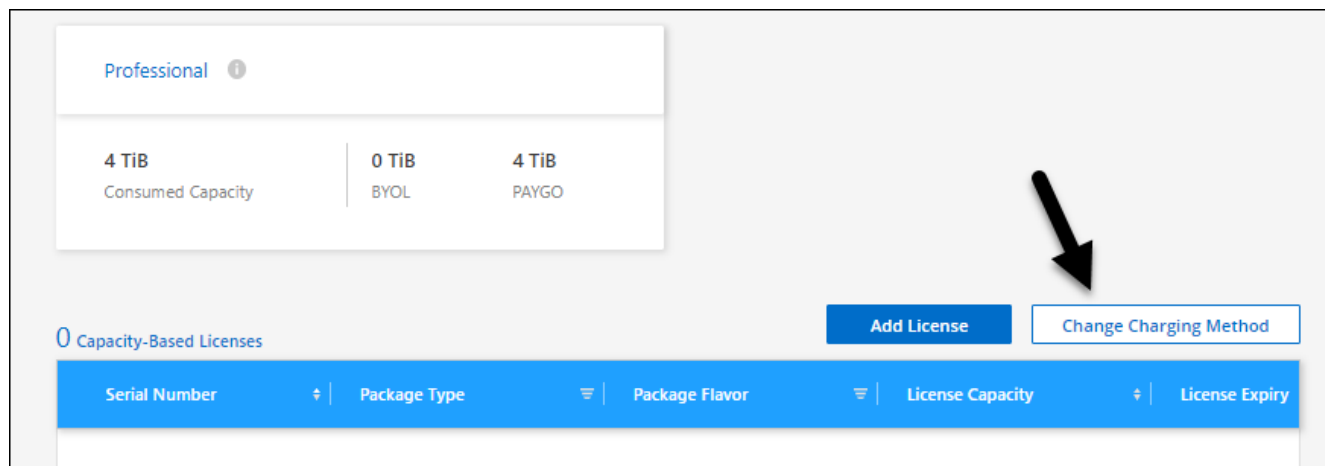 Professional
4 TiB 0 TiB 4 TiB
Consumed Capacity BYOL PAYGO
Add License Change Charging Method
0 Capacity-Based Licenses
Serial Number Package Type Package Flavor License Capacity License Expiry